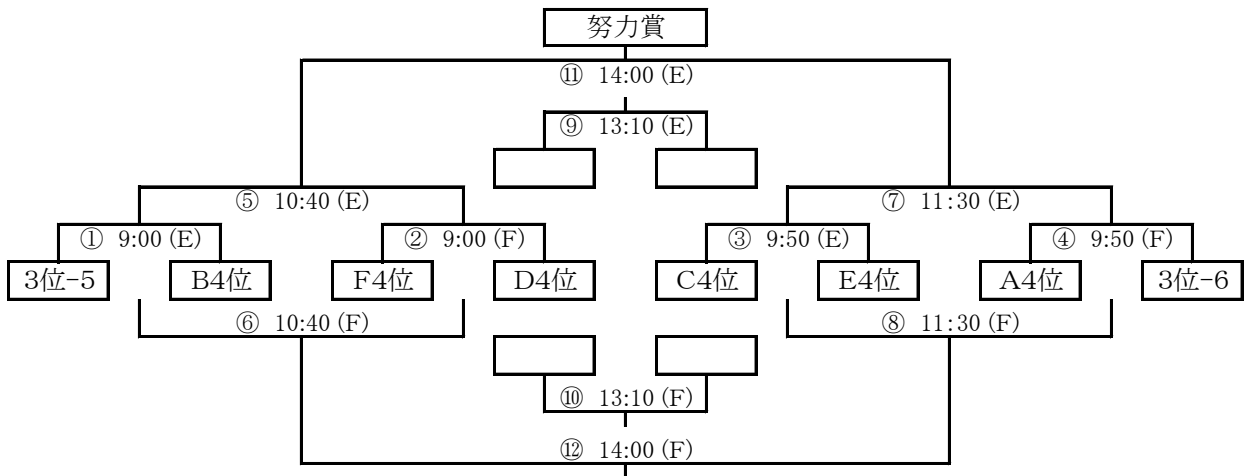 努力賞
⑪ 14:00 (E)
⑨ 13:10 (E)
⑤ 10:40 (E)
⑦ 11:30 (E)
① 9:00 (E)
② 9:00 (F)
③ 9:50 (E)
④ 9:50 (F)
3位-5
B4位
F4位
D4位
C4位
E4位
A4位
3位-6
⑥ 10:40 (F)
⑧ 11:30 (F)
⑩ 13:10 (F)
⑫ 14:00 (F)